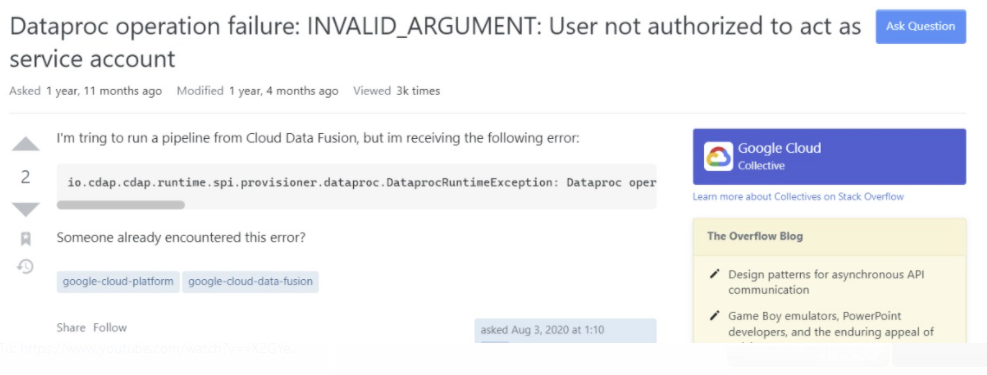 Dataproc operation failure: INVALID_ARGUMENT: User not authorized to act as
service account
Ask Question
Asked 1 year, 11 months ago Modified 1 year, 4 months ago Viewed 3k times
I'm tring to run a pipeline from Cloud Data Fusion, but im receiving the following error:
2
io.cdap.cdap.runtime.spi.provisioner.dataproc.DataprocRuntimeException: Dataproc oper
Someone already encountered this error?
google-cloud-platform google-cloud-data-fusion
Share Follow
asked Aug 3, 2020 at 1:10
Google Cloud
Collective
Learn more about Collectives on Stack Overflow
The Overflow Blog
Design patterns for asynchronous API
communication
Game Boy emulators, PowerPoint
developers, and the enduring appeal of